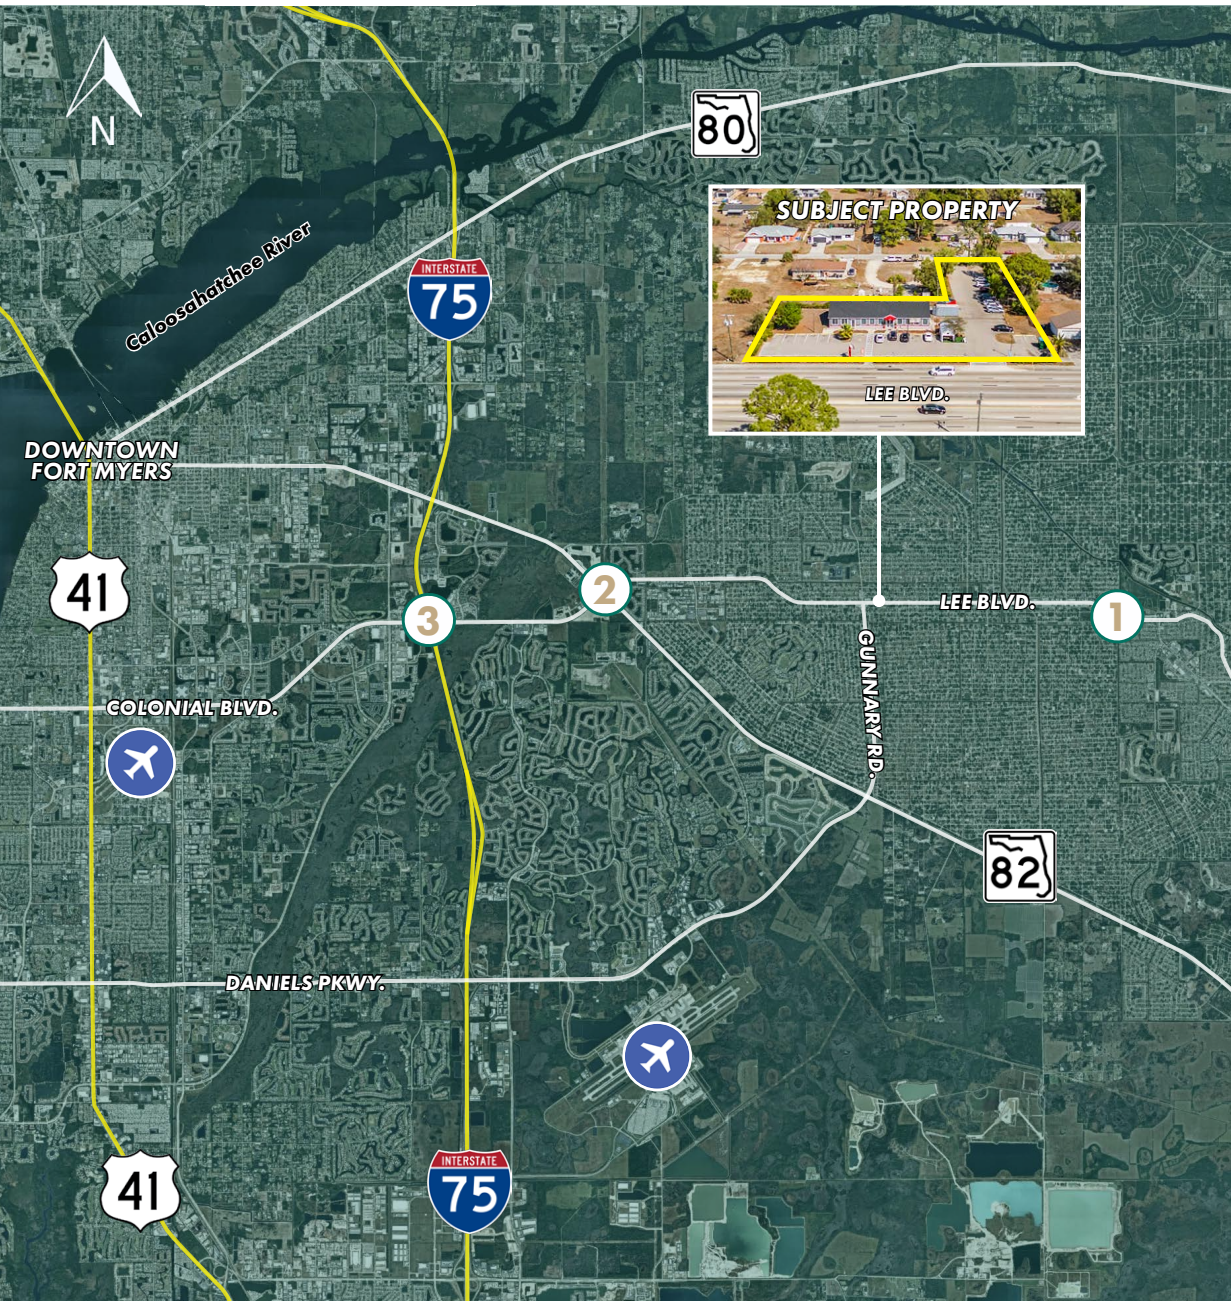 N
80
SUBJECT PROPERTY
LEE BLVD.
Caloosahatchee River
INTERSTATE
75
DOWNTOWN
FORT MYERS
41
2
3
LEE BLVD.
1
GUNNARY RD.
COLONIAL BLVD.
82
DANIELS PKWY.
41
INTERSTATE
75